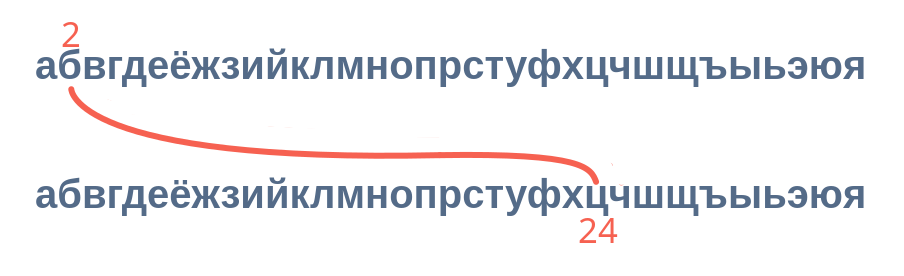 2
абвгдеёжзийклмнопрстуфхцчшщъыьэюя
абвгдеёжзийклмнопрстуфхцчшщъыьэюя
24